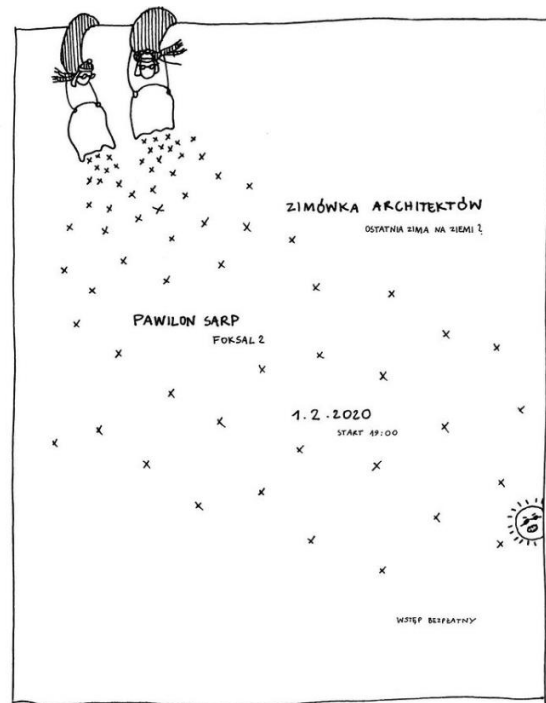 ZIMÓWKA ARCHITEKTÓW
OSTATNIA ZIMA NA ZIEMI?
PAWILON SARP
FOKSAL 2
1.2.2020
START 19:00
WSTĘP BEZPŁATNY